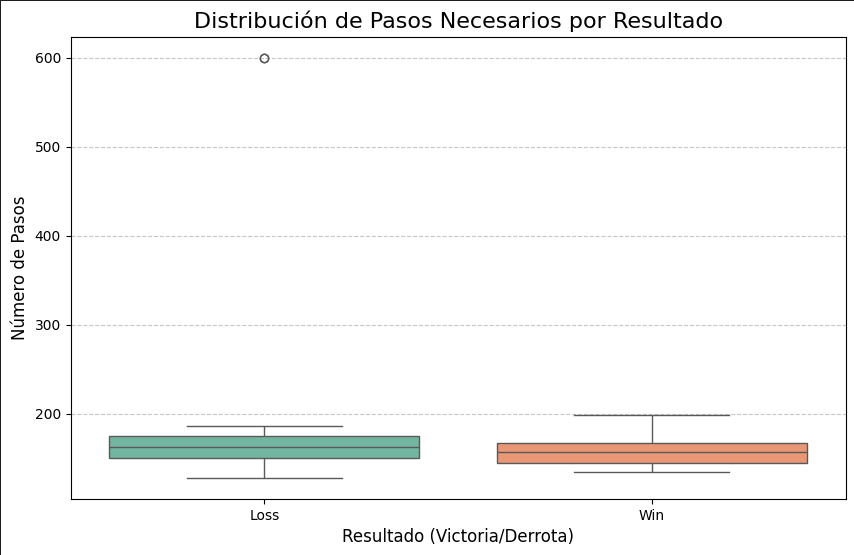 Distribución de Pasos Necesarios por Resultado
Número de Pasos
600
500
400
300
200
Loss
Win
Resultado (Victoria/Derrota)